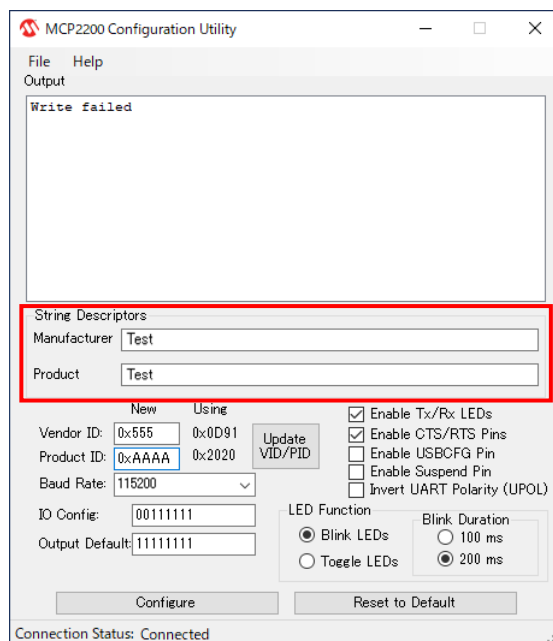 MCP2200 Configuration Utility
File Help
Output
Write failed
String Descriptors
Manufacturer Test
Product Test
New Using
Vendor ID: 0x555 0x0D91
Product ID: 0xAAAA 0x2020
Update VID/PID
Baud Rate: 115200
IO Config: 00111111
Output Default: 11111111
Enable Tx/Rx LEDs
Enable CTS/RTS Pins
Enable USBCFG Pin
Enable Suspend Pin
Invert UART Polarity (UPOL)
LED Function
Blink LEDs
Toggle LEDs
Blink Duration
100 ms
200 ms
Configure Reset to Default
Connection Status: Connected